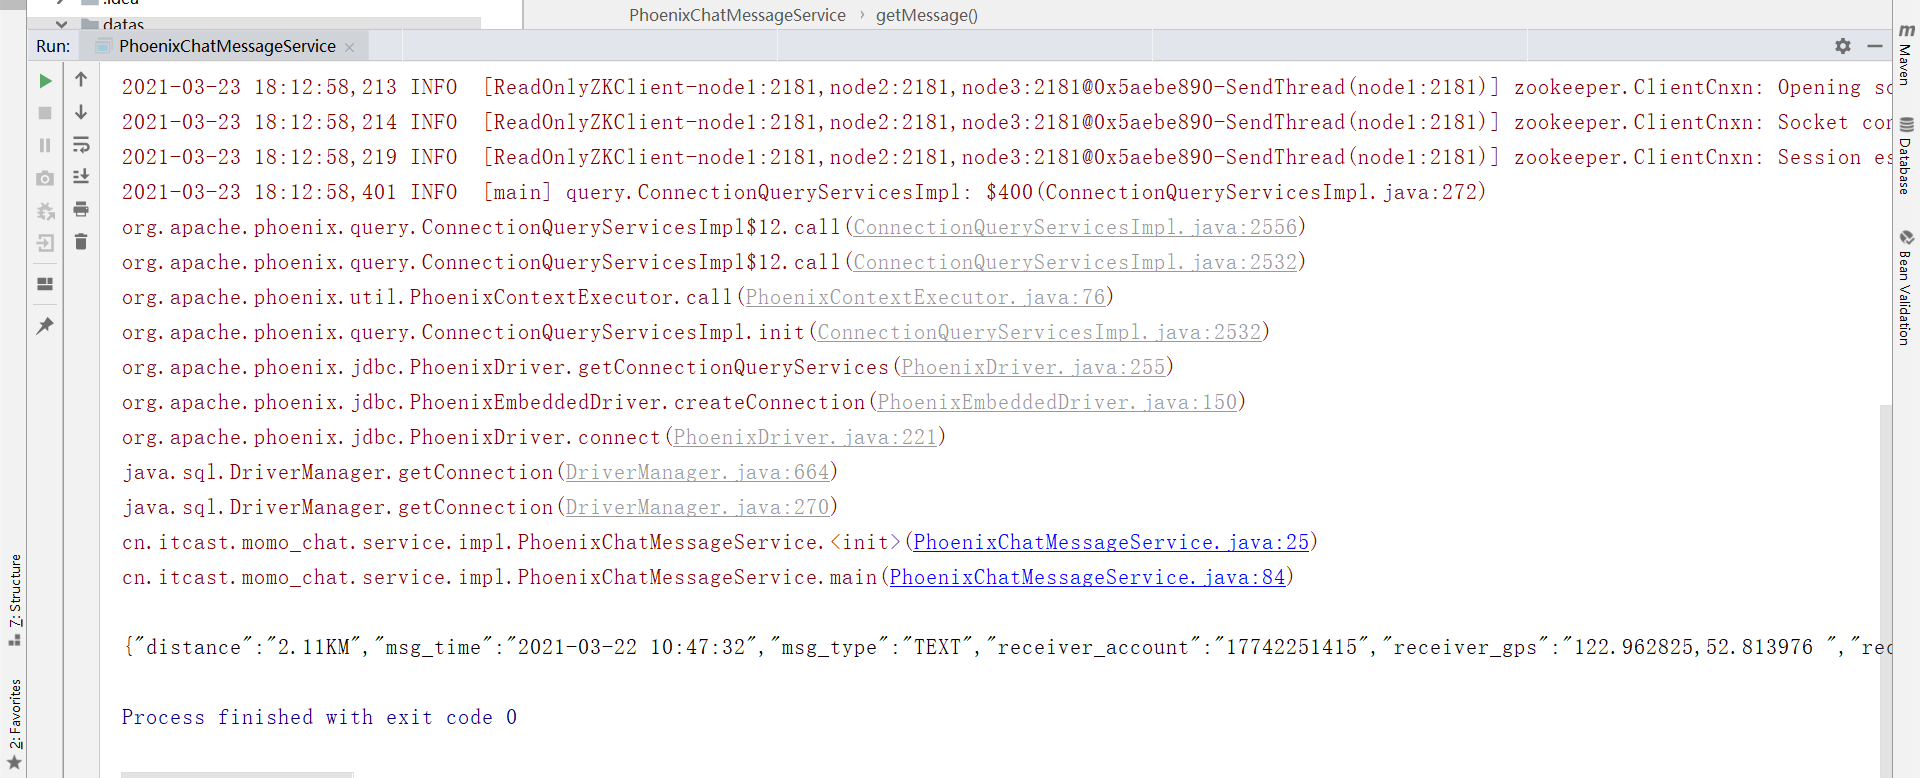 .idea
datas
PhoenixChatMessageService › getMessage()
Run: PhoenixChatMessageService ×
2021-03-23 18:12:58,213 INFO  [ReadOnlyZKClient-node1:2181,node2:2181,node3:2181@0x5aebe890-SendThread(node1:2181)] zookeeper.ClientCnxn: Opening so
2021-03-23 18:12:58,214 INFO  [ReadOnlyZKClient-node1:2181,node2:2181,node3:2181@0x5aebe890-SendThread(node1:2181)] zookeeper.ClientCnxn: Socket con
2021-03-23 18:12:58,219 INFO  [ReadOnlyZKClient-node1:2181,node2:2181,node3:2181@0x5aebe890-SendThread(node1:2181)] zookeeper.ClientCnxn: Session es
2021-03-23 18:12:58,401 INFO  [main] query.ConnectionQueryServicesImpl: $400(ConnectionQueryServicesImpl.java:272)
org.apache.phoenix.query.ConnectionQueryServicesImpl$12.call(ConnectionQueryServicesImpl.java:2556)
org.apache.phoenix.query.ConnectionQueryServicesImpl$12.call(ConnectionQueryServicesImpl.java:2532)
org.apache.phoenix.util.PhoenixContextExecutor.call(PhoenixContextExecutor.java:76)
org.apache.phoenix.query.ConnectionQueryServicesImpl.init(ConnectionQueryServicesImpl.java:2532)
org.apache.phoenix.jdbc.PhoenixDriver.getConnectionQueryServices(PhoenixDriver.java:255)
org.apache.phoenix.jdbc.PhoenixEmbeddedDriver.createConnection(PhoenixEmbeddedDriver.java:150)
org.apache.phoenix.jdbc.PhoenixDriver.connect(PhoenixDriver.java:221)
java.sql.DriverManager.getConnection(DriverManager.java:664)
java.sql.DriverManager.getConnection(DriverManager.java:270)
cn.itcast.momo_chat.service.impl.PhoenixChatMessageService.<init>(PhoenixChatMessageService.java:25)
cn.itcast.momo_chat.service.impl.PhoenixChatMessageService.main(PhoenixChatMessageService.java:84)
{"distance":"2.11KM","msg_time":"2021-03-22 10:47:32","msg_type":"TEXT","receiver_account":"17742251415","receiver_gps":"122.962825,52.813976 ","rec
Process finished with exit code 0
7: Structure
2: Favorites
Maven
Database
Bean Validation